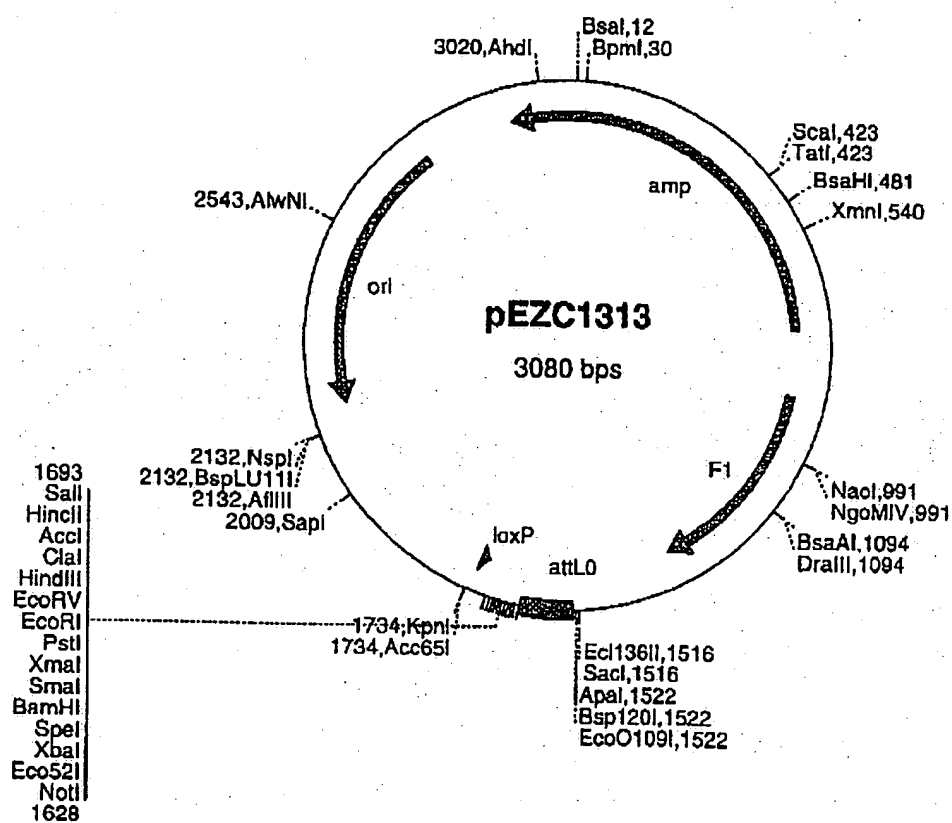 BsaI,12
3020,AhdI
BpmI,30
ScaI,423
TatI,423
BsaHI,481
XmnI,540
amp
2543,AlwNI
ori
pEZC1313
3080 bps
F1
2132,NspI
2132,BspLU11I
2132,AflIII
2009,SapI
NaoI,991
NgoMIV,991
BsaAI,1094
DraIII,1094
loxP
attL0
1693
SalI
HincII
AccI
ClaI
HindIII
EcoRV
EcoRI
PstI
XmaI
SmaI
BamHI
SpeI
XbaI
Eco52I
NotI
1628
1734,KpnI
1734,Acc65I
Ecl136II,1516
SacI,1516
ApaI,1522
Bsp120I,1522
EcoO109I,1522